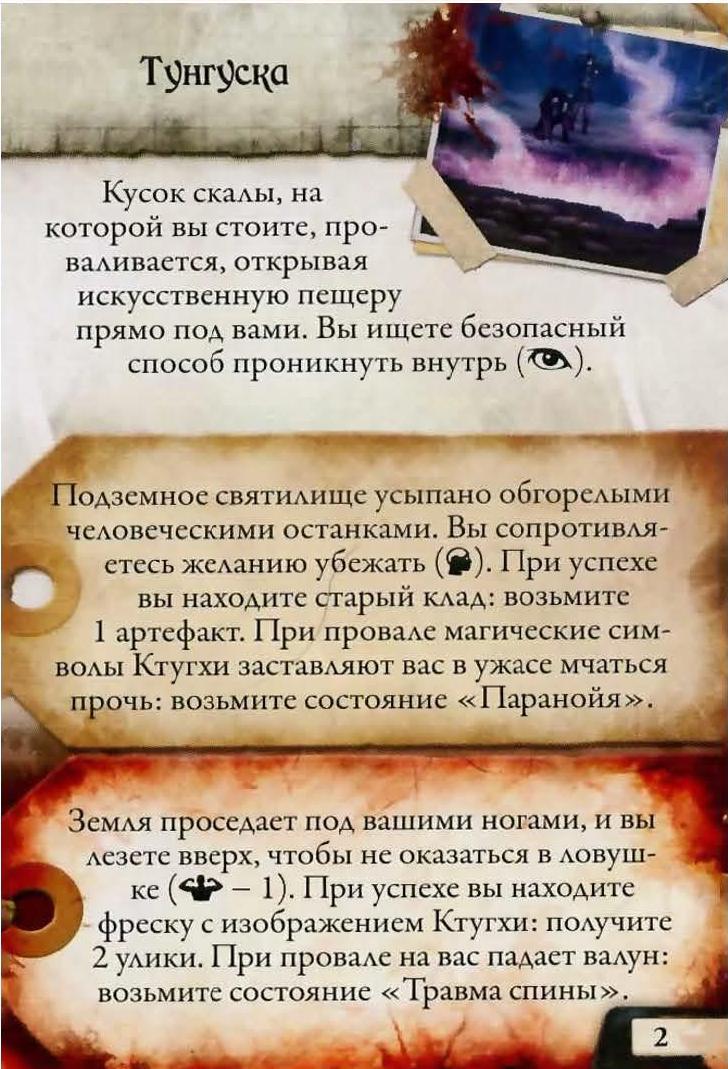 Тунгуска
Кусок скалы, на
которой вы стоите, про-
валивается, открывая
искусственную пещеру
прямо под вами. Вы ищете безопасный
способ проникнуть внутрь ( ).
Подземное святилище усыпано обгорелыми
человеческими останками. Вы сопротивля-
етесь желанию убежать ( ). При успехе
вы находите старый клад: возьмите
1 артефакт. При провале магические сим-
волы Ктугхи заставляют вас в ужасе мчаться
прочь: возьмите состояние «Паранойя».
Земля проседает под вашими ногами, и вы
лезете вверх, чтобы не оказаться в ловуш-
ке ( – 1). При успехе вы находите
фреску с изображением Ктугхи: получите
2 улики. При провале на вас падает валун:
возьмите состояние «Травма спины».
2